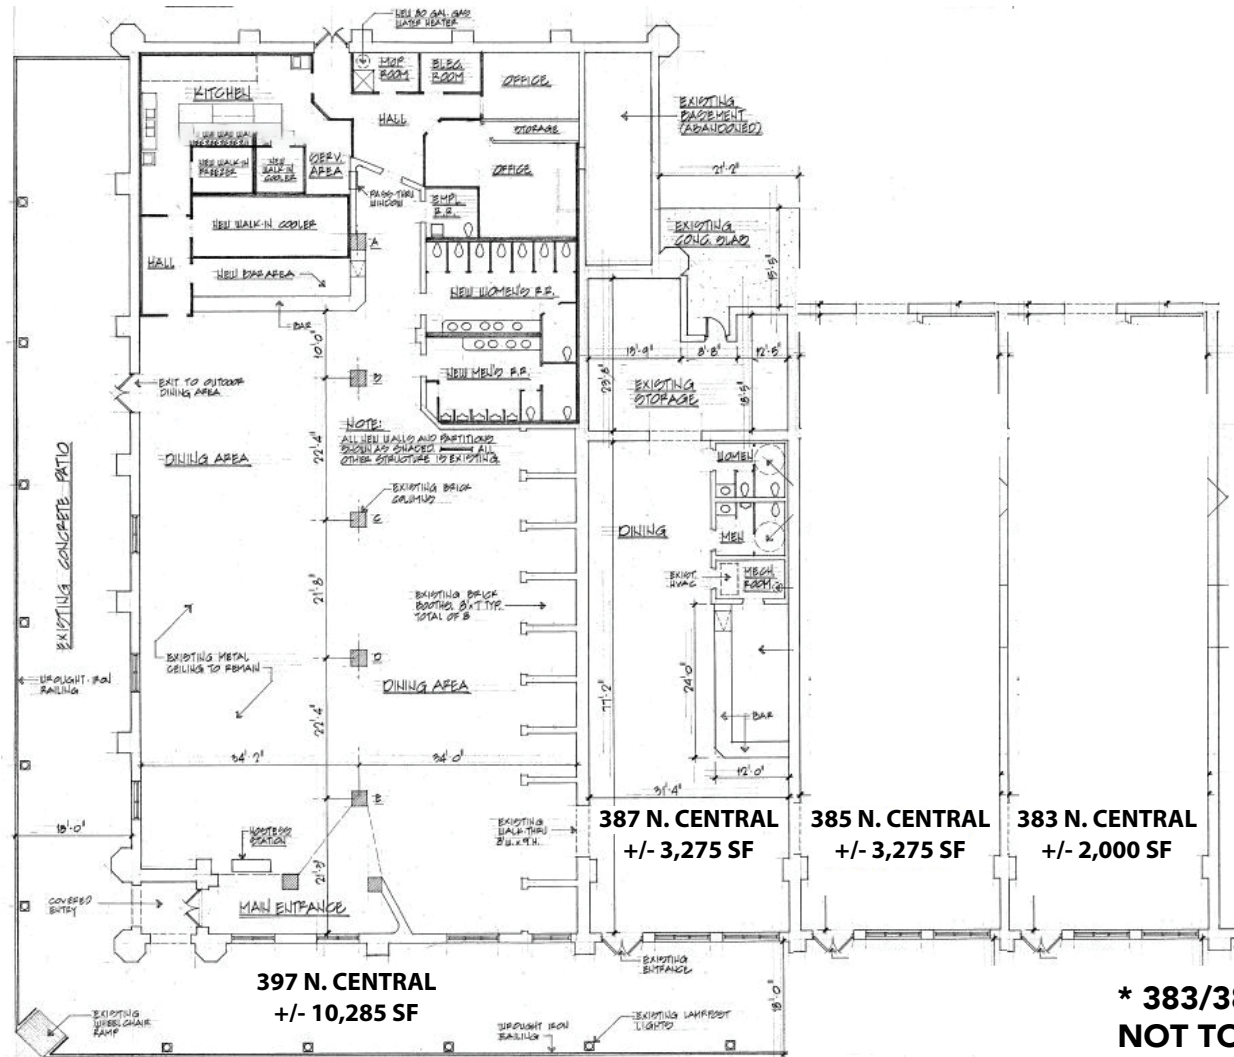 NEW 80 GAL. GAS
WATER HEATER
KITCHEN
MOP
ROOM
ELEC.
ROOM
OFFICE
HALL
STORAGE
EXISTING
BASEMENT
(ABANDONED)
NEW WALK-IN
FREEZER
NEW
WALK-IN
COOLER
SERV.
AREA
OFFICE
21'-2"
PASS-THRU
WINDOW
EMPL.
R.R.
NEW WALK-IN COOLER
A
EXISTING
CONC. SLAB
HALL
NEW BAR AREA
15'-5"
NEW WOMEN'S R.R.
BAR
10'-0"
15'-9"
8'-8"
12'-5"
EXIT TO OUTDOOR
DINING AREA
B
NEW MEN'S R.R.
23'-8"
EXISTING
STORAGE
18'-5"
NOTE:
ALL NEW WALLS AND PARTITIONS
SHOWN AS SHADED ALL
OTHER STRUCTURE IS EXISTING.
22'-4"
DINING AREA
WOMEN
EXISTING CONCRETE PATIO
EXISTING BRICK
COLUMNS
C
DINING
MEN
EXIST.
HVAC
MECH.
ROOM
21'-8"
EXISTING BRICK
BOOTHS, 8'x7' TYP.
TOTAL OF 8
EXISTING METAL
CEILING TO REMAIN
D
DINING AREA
WROUGHT IRON
RAILING
77'-2"
24'-0"
22'-4"
BAR
34'-2"
34'-0"
12'-0"
31'-4"
E
18'-0"
HOSTESS
STATION
EXISTING
WALK-THRU
8'W. x 9'H.
387 N. CENTRAL
+/- 3,275 SF
385 N. CENTRAL
+/- 3,275 SF
383 N. CENTRAL
+/- 2,000 SF
COVERED
ENTRY
MAIN ENTRANCE
EXISTING
ENTRANCE
397 N. CENTRAL
+/- 10,285 SF
18'-0"
EXISTING
WHEELCHAIR
RAMP
WROUGHT IRON
RAILING
EXISTING LAMPPOST
LIGHTS
* 383/38
NOT TO